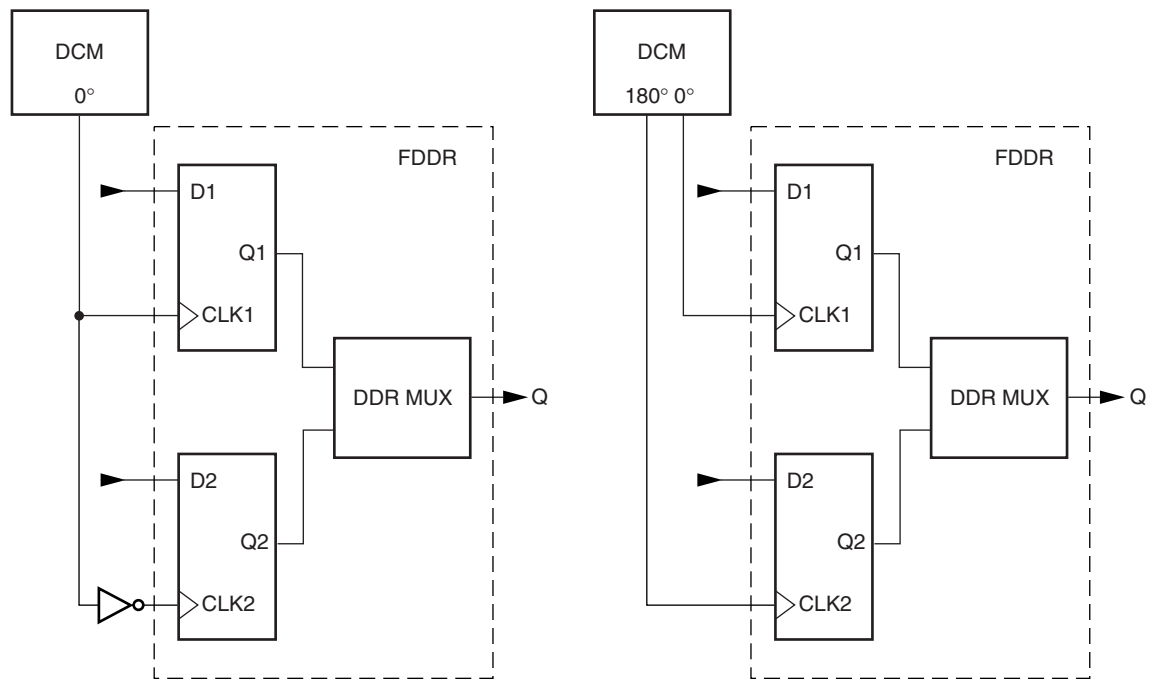 DCM
0°
FDDR
D1
Q1
CLK1
DDR MUX
Q
D2
Q2
CLK2
DCM
180° 0°
FDDR
D1
Q1
CLK1
DDR MUX
Q
D2
Q2
CLK2